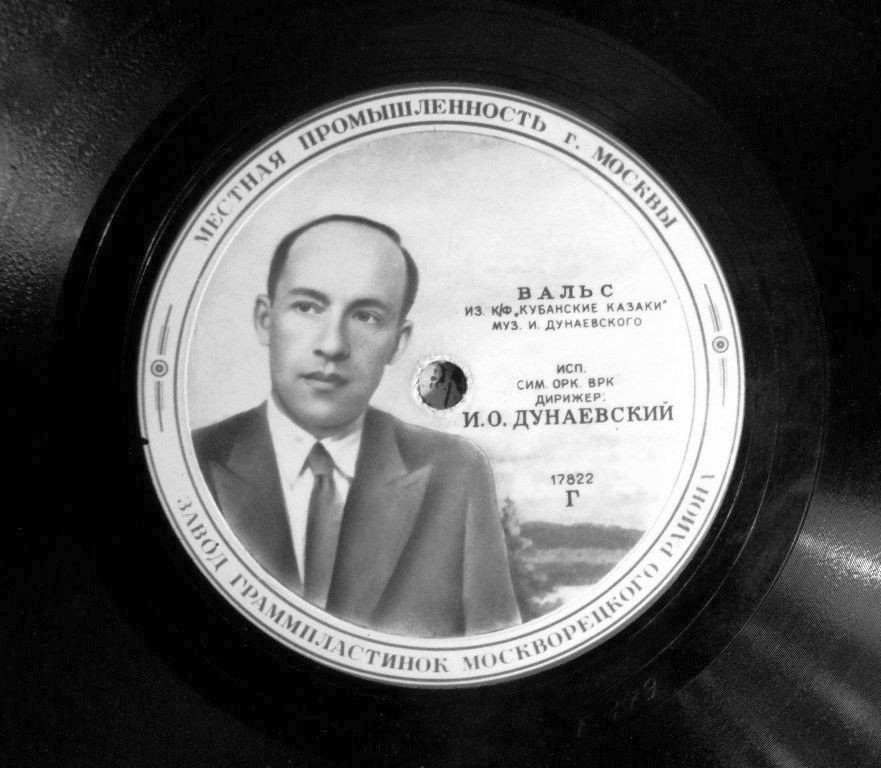 МЕСТНАЯ ПРОМЫШЛЕННОСТЬ г. МОСКВЫ
ВАЛЬС
ИЗ. К/Ф „КУБАНСКИЕ КАЗАКИ"
МУЗ. И. ДУНАЕВСКОГО
ИСП.
СИМ. ОРК. ВРК
ДИРИЖЕР:
И.О. ДУНАЕВСКИЙ
17822
Г
ЗАВОД ГРАММПЛАСТИНОК МОСКВОРЕЦКОГО РАЙОНА